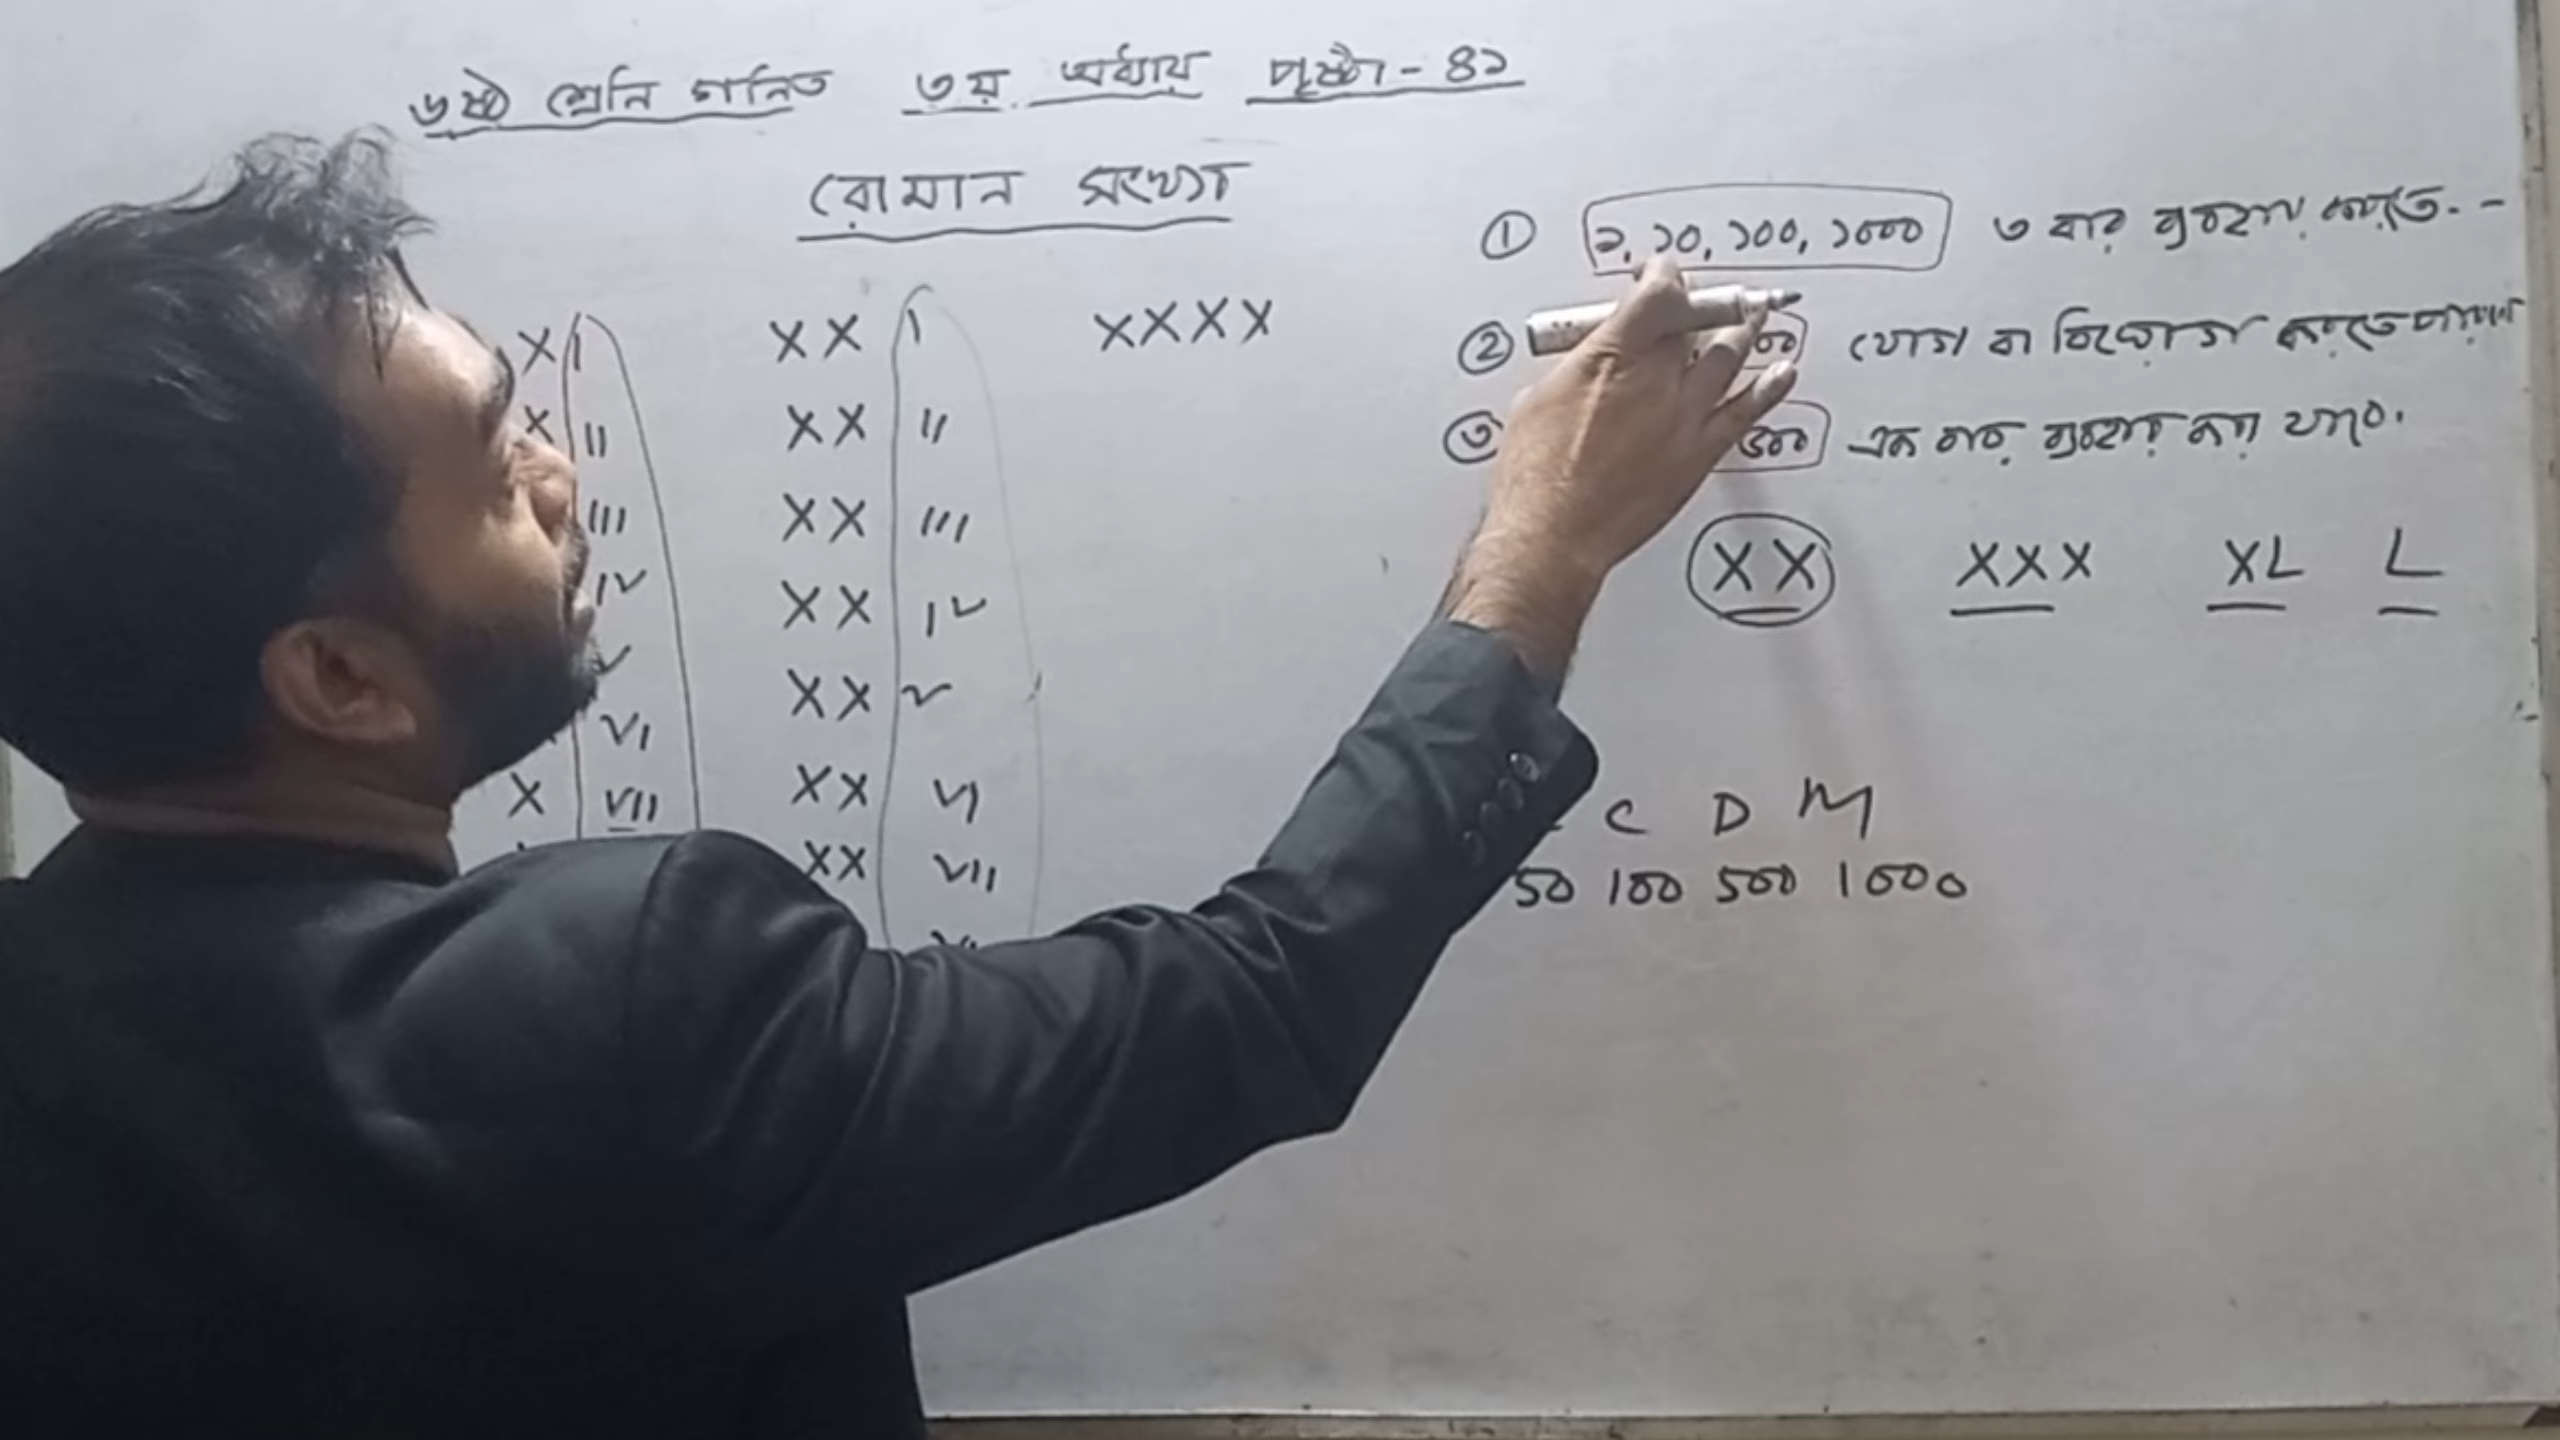 ৬ষ্ঠ শ্রেনি গনিত ৩য় অধ্যায় পৃষ্ঠা - ৪১
রোমান সংখ্যা
① ১, ১০, ১০০, ১০০০ ৩ বার ব্যবহার করতে. -
② যোগ বা বিয়োগ করতে পারবে
③ এক বার ব্যবহার করা যাবে.
X I XX I XXXX
X II XX II
III XX III
IV XX IV
V XX V
VI XX VI
X VII XX VII
XX XXX XL L
C D M
50 100 500 1000